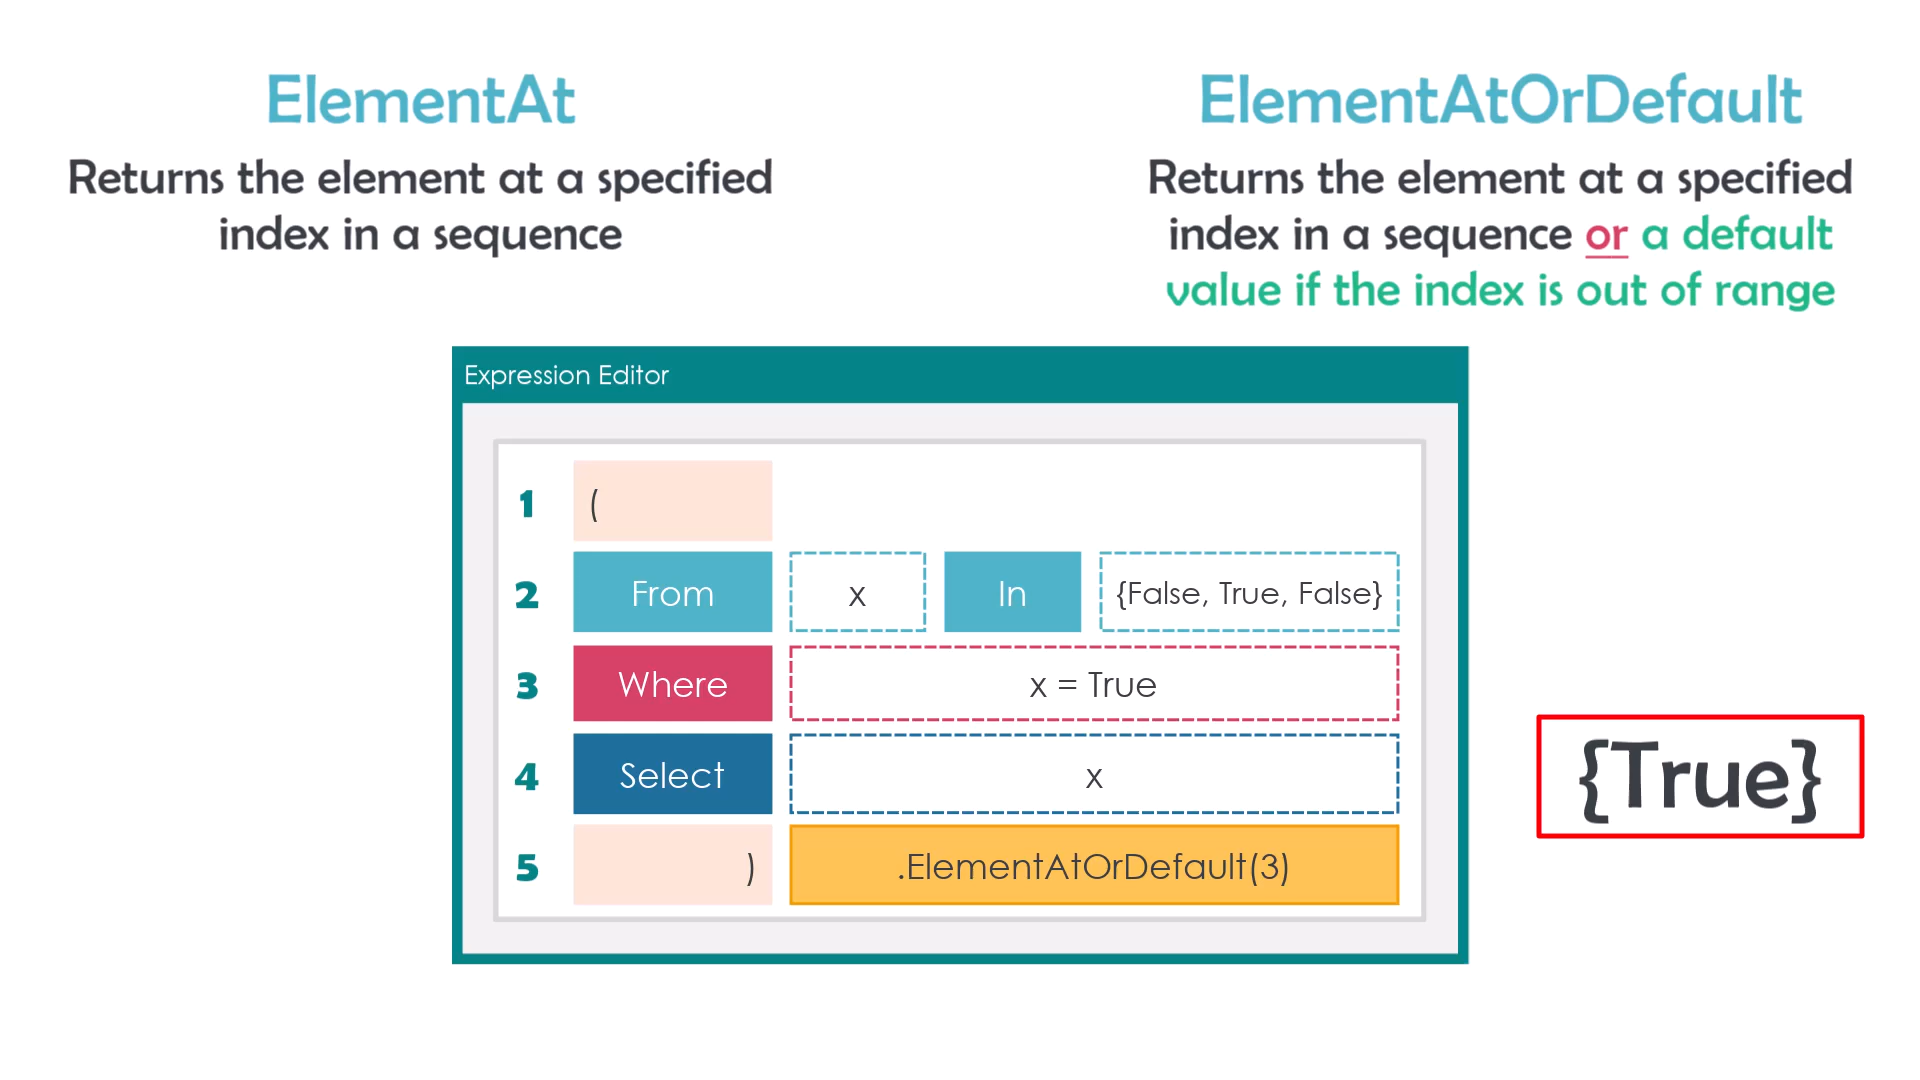 ElementAt
Returns the element at a specified
index in a sequence
ElementAtOrDefault
Returns the element at a specified
index in a sequence or a default
value if the index is out of range
Expression Editor
1 (
2 From x In {False, True, False}
3 Where x = True
4 Select x
5 ) .ElementAtOrDefault(3)
{True}